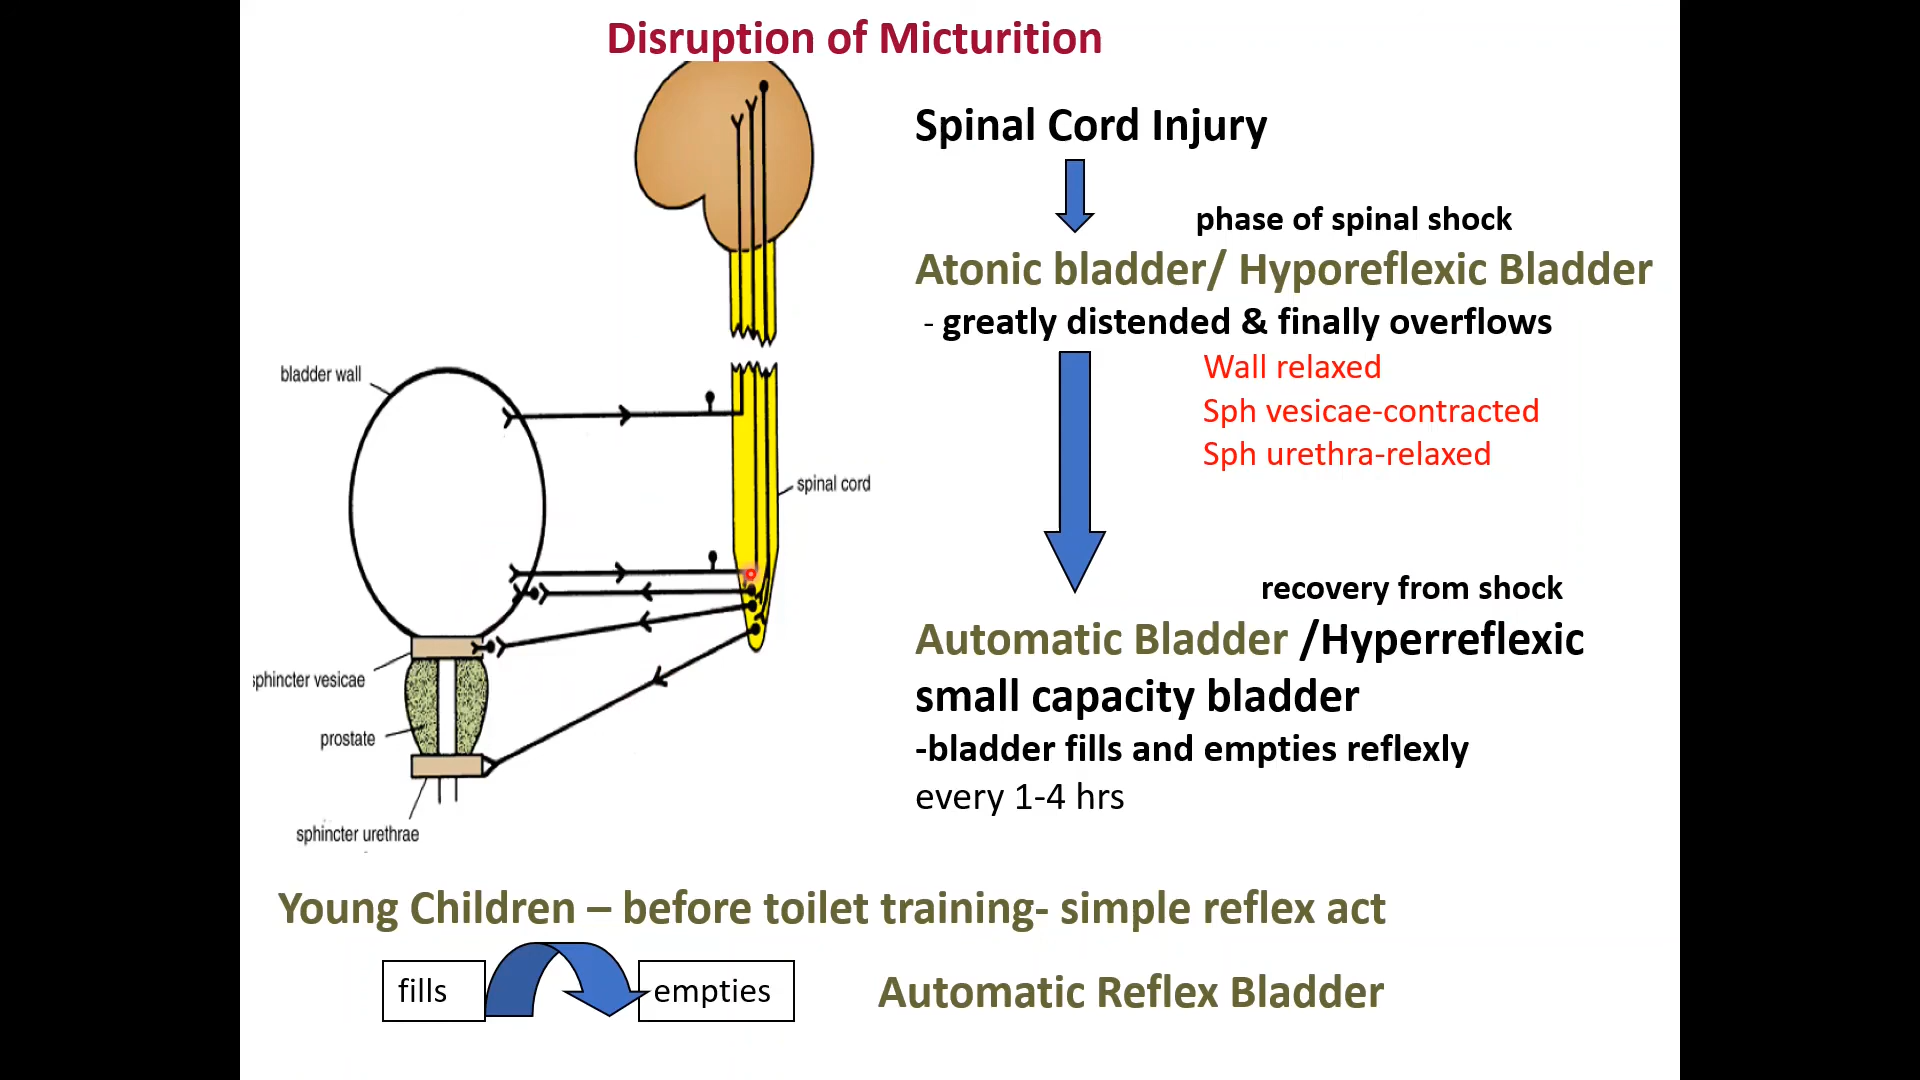 Disruption of Micturition
Spinal Cord Injury
phase of spinal shock
Atonic bladder/ Hyporeflexic Bladder
- greatly distended & finally overflows
Wall relaxed
Sph vesicae-contracted
Sph urethra-relaxed
recovery from shock
Automatic Bladder /Hyperreflexic
small capacity bladder
-bladder fills and empties reflexly
every 1-4 hrs
bladder wall
spinal cord
sphincter vesicae
prostate
sphincter urethrae
Young Children – before toilet training- simple reflex act
fills
empties
Automatic Reflex Bladder